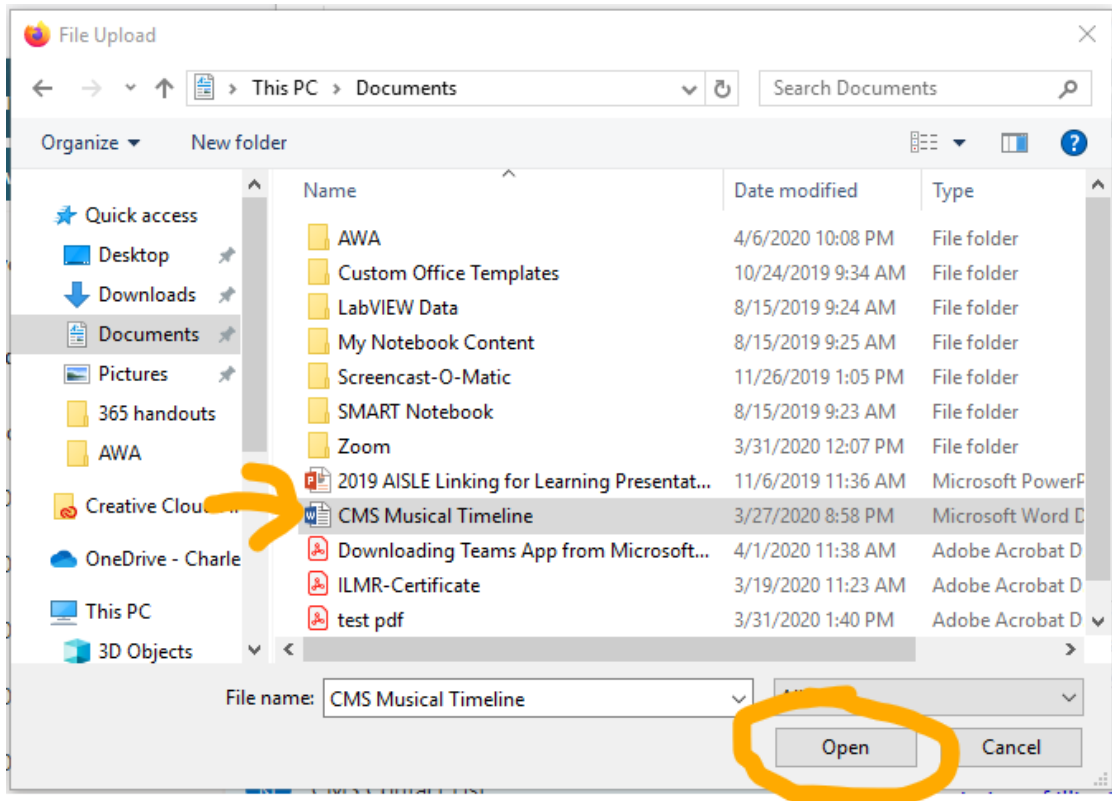 File Upload
This PC > Documents
Search Documents
Organize
New folder
Name
Date modified
Type
Quick access
Desktop
Downloads
Documents
Pictures
365 handouts
AWA
Creative Clou
OneDrive - Charle
This PC
3D Objects
AWA 4/6/2020 10:08 PM File folder
Custom Office Templates 10/24/2019 9:34 AM File folder
LabVIEW Data 8/15/2019 9:24 AM File folder
My Notebook Content 8/15/2019 9:25 AM File folder
Screencast-O-Matic 11/26/2019 1:05 PM File folder
SMART Notebook 8/15/2019 9:23 AM File folder
Zoom 3/31/2020 12:07 PM File folder
2019 AISLE Linking for Learning Presentat... 11/6/2019 11:36 AM Microsoft PowerP
CMS Musical Timeline 3/27/2020 8:58 PM Microsoft Word D
Downloading Teams App from Microsoft... 4/1/2020 11:38 AM Adobe Acrobat D
ILMR-Certificate 3/19/2020 11:23 AM Adobe Acrobat D
test pdf 3/31/2020 1:40 PM Adobe Acrobat D
File name: CMS Musical Timeline
Open
Cancel
CMS Contact List